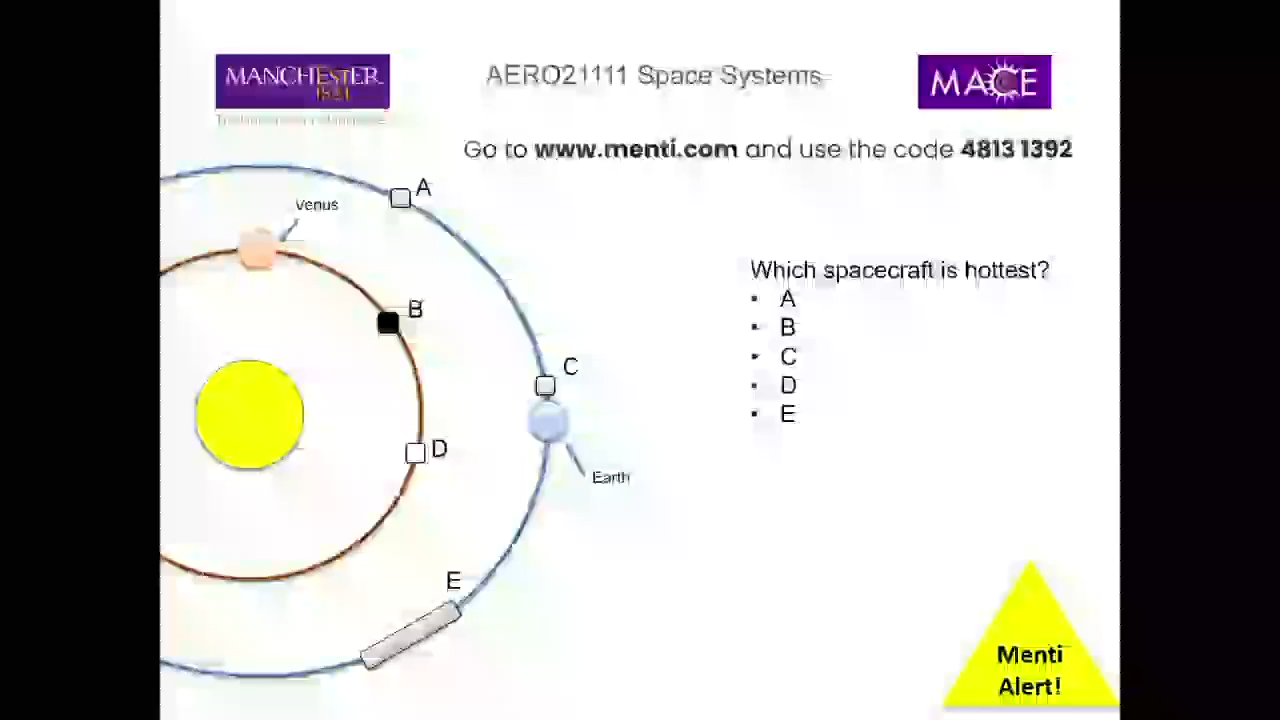 MANCHESTER
1824
AERO21111 Space Systems
MACE
Go to www.menti.com and use the code 4813 1392
A
Venus
B
C
D
Earth
E
Which spacecraft is hottest?
• A
• B
• C
• D
• E
Menti
Alert!